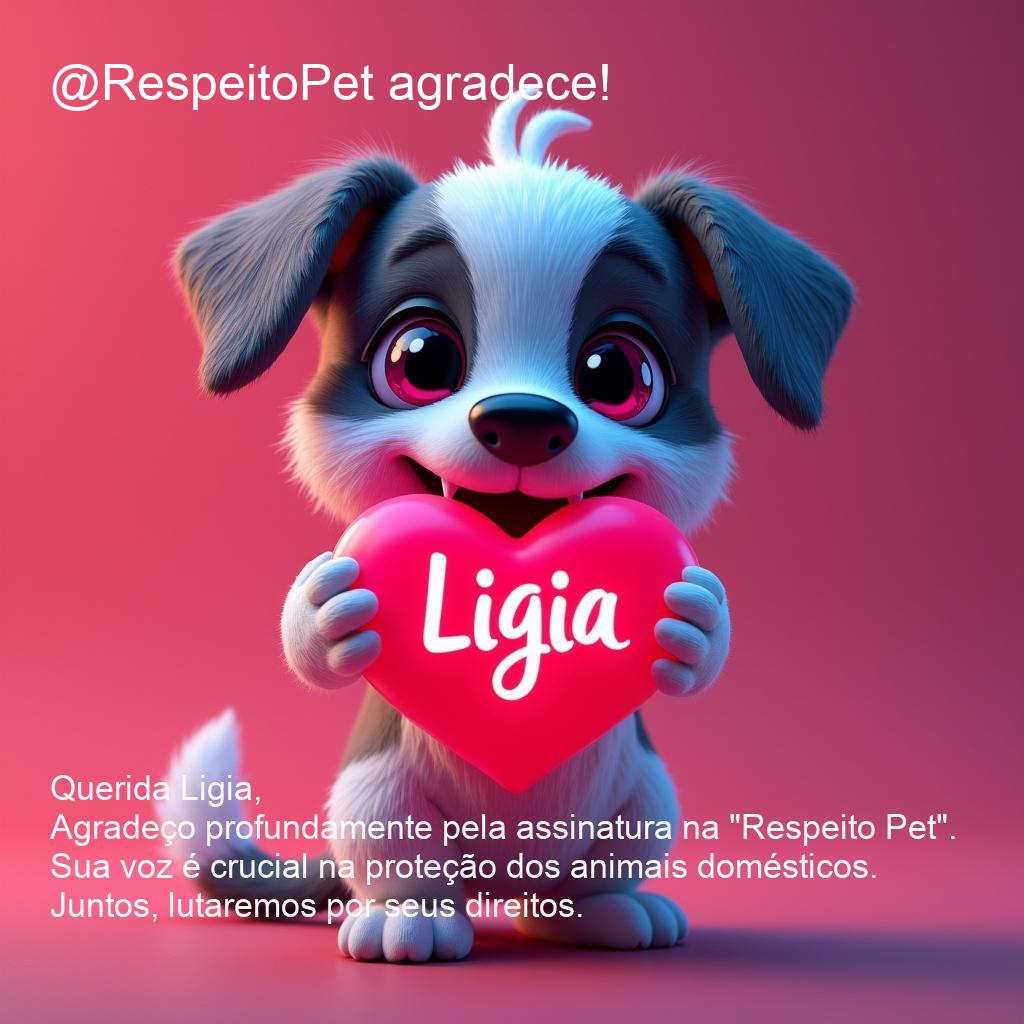 @RespeitoPet agradece!
Ligia
Querida Ligia,
Agradeço profundamente pela assinatura na "Respeito Pet".
Sua voz é crucial na proteção dos animais domésticos.
Juntos, lutaremos por seus direitos.